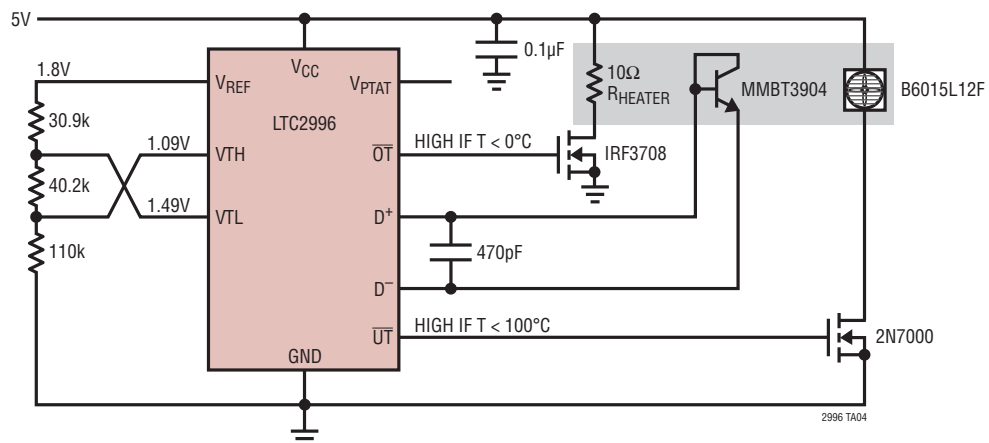 5V
1.8V
30.9k
40.2k
110k
1.09V
1.49V
VREF
VTH
VTL
VCC
LTC2996
GND
VPTAT
OT
D+
D−
UT
0.1µF
10Ω
RHEATER
MMBT3904
B6015L12F
HIGH IF T < 0°C
IRF3708
470pF
HIGH IF T < 100°C
2N7000
2996 TA04